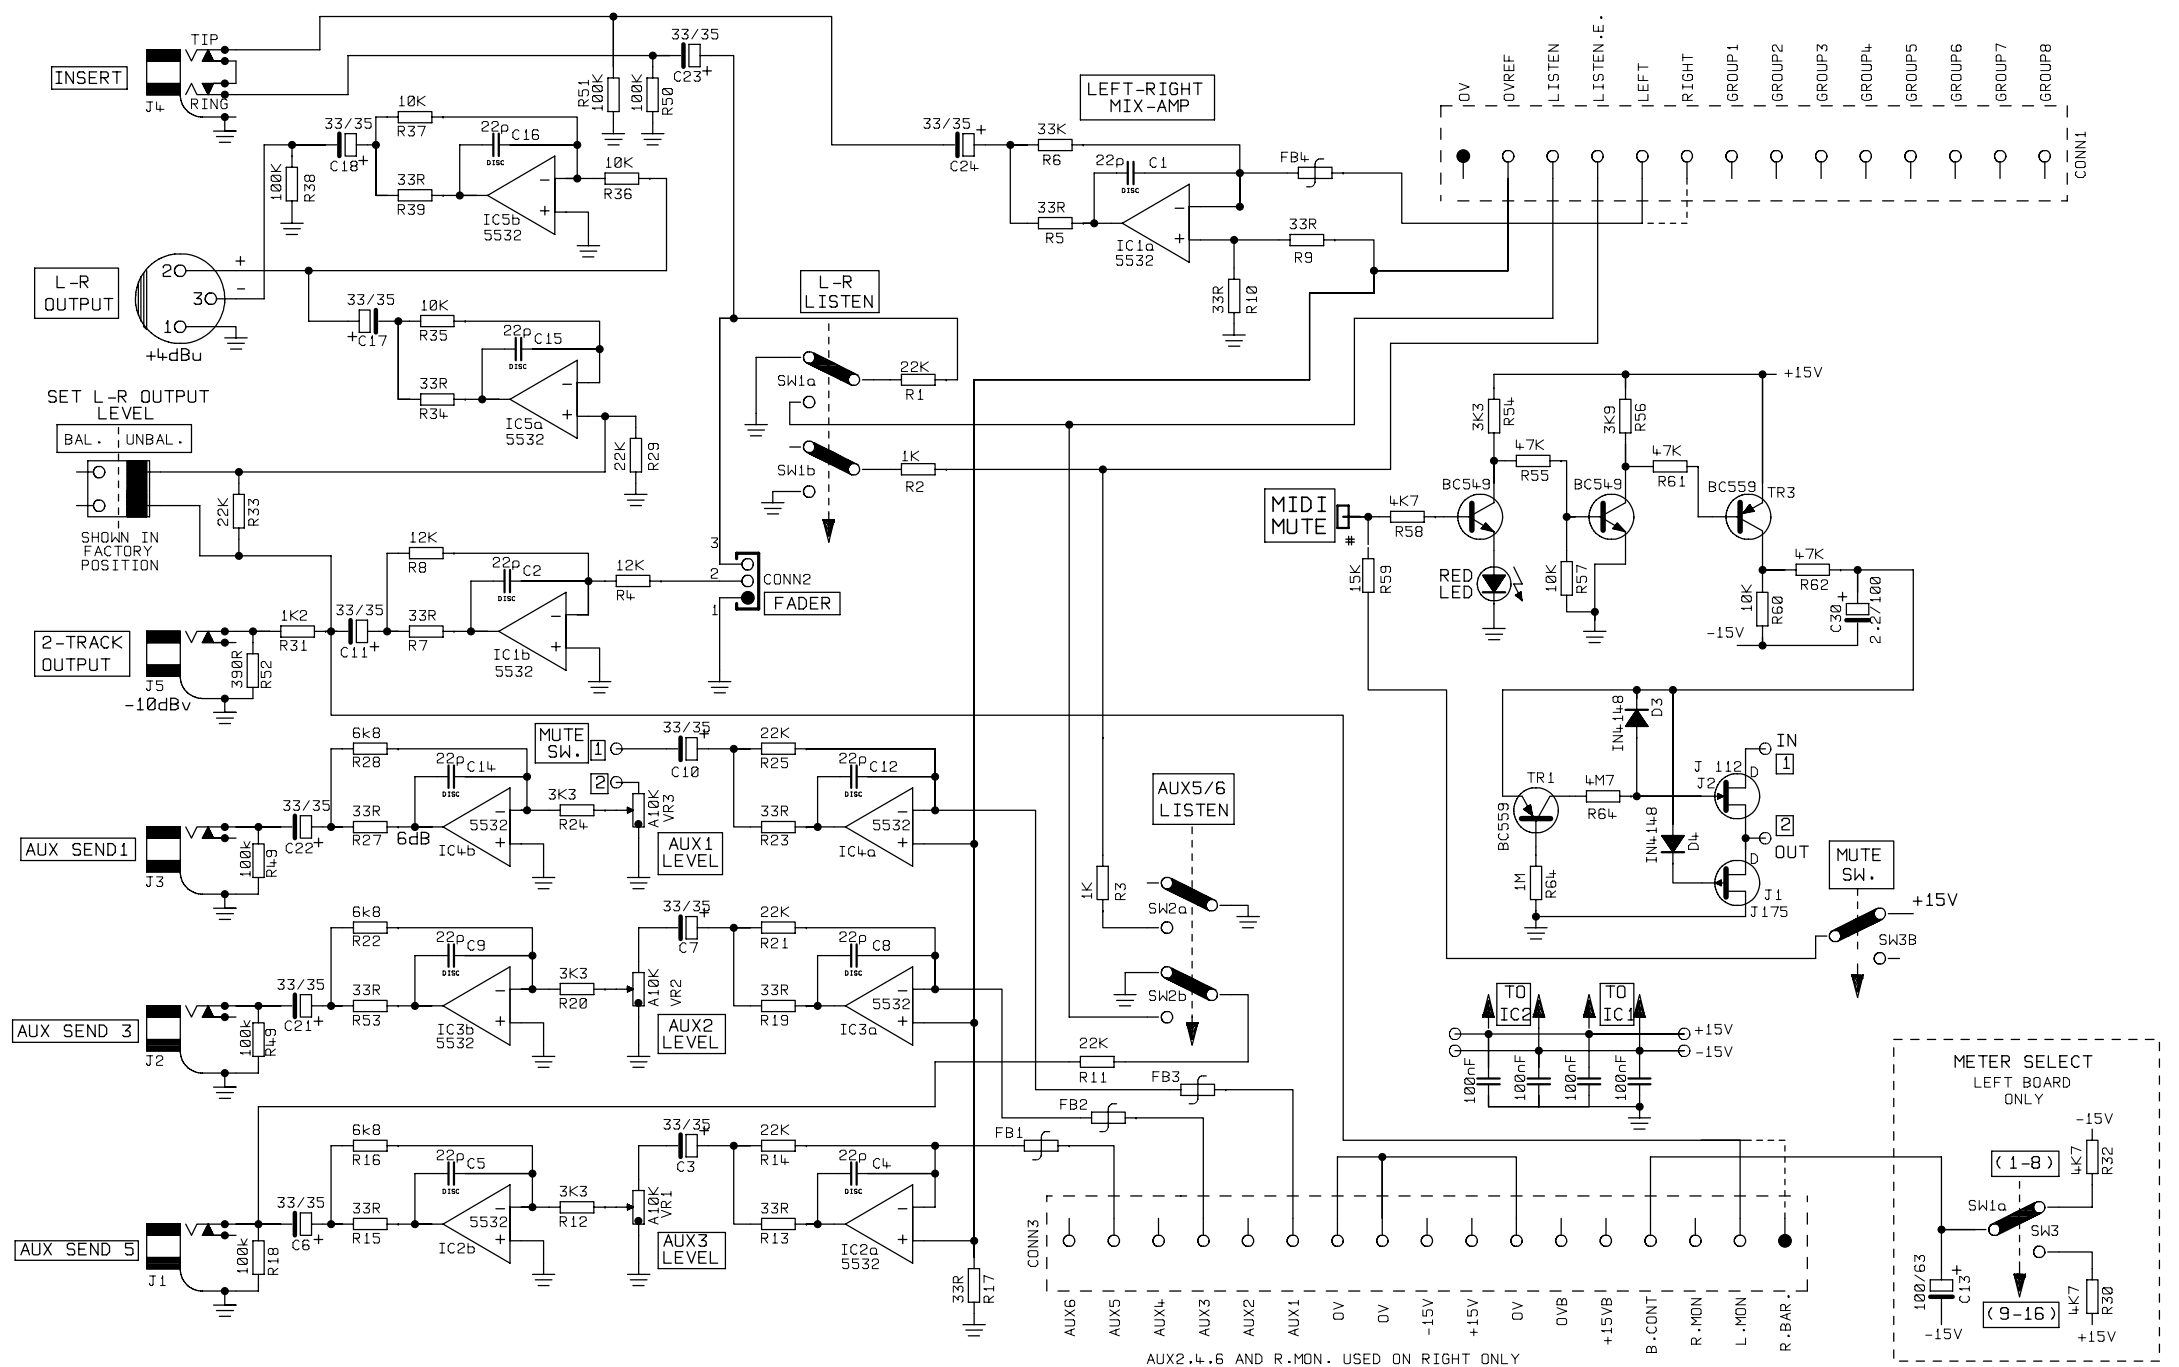 TIP
INSERT
J4
RING
33/35
C23
+
R51
100K
100K
R50
10K
R37
33/35
C18
+
22p
C16
DISC
10K
R36
100K
R38
33R
R39
IC5b
5532
-
+
LEFT-RIGHT
MIX-AMP
33/35
+
C24
33K
R6
22p
C1
DISC
FB4
33R
R5
IC1a
5532
-
+
33R
R9
33R
R10
0V
0VREF
LISTEN
LISTEN.E.
LEFT
RIGHT
GROUP1
GROUP2
GROUP3
GROUP4
GROUP5
GROUP6
GROUP7
GROUP8
CONN1
L-R
OUTPUT
2
3
1
+
-
+4dBu
33/35
+
C17
10K
R35
22p
C15
DISC
33R
R34
IC5a
5532
-
+
22K
R29
L-R
LISTEN
SW1a
22K
R1
SW1b
1K
R2
SET L-R OUTPUT
LEVEL
BAL.
UNBAL.
22K
R33
SHOWN IN
FACTORY
POSITION
12K
R8
22p
C2
DISC
12K
R4
3
2
1
CONN2
FADER
2-TRACK
OUTPUT
J5
-10dBv
390R
R52
1K2
R31
33/35
C11
+
33R
R7
IC1b
5532
-
+
+15V
3K3
R54
3K9
R56
47K
R55
47K
R61
BC549
BC549
BC559
TR3
MIDI
MUTE
#
4K7
R58
15K
R59
RED
LED
10K
R57
47K
R62
10K
R60
-15V
C30
+
2.2/100
6k8
R28
22p
C14
DISC
MUTE
SW.
1
2
33/35
+
C10
22K
R25
22p
C12
DISC
AUX SEND1
J3
100k
R49
33/35
C22
+
33R
R27
6dB
5532
IC4b
-
+
3K3
R24
A10K
VR3
AUX1
LEVEL
33R
R23
5532
IC4a
-
+
AUX5/6
LISTEN
1K
R3
SW2a
SW2b
IN4148
D3
TR1
BC559
4M7
R64
1M
R64
IN4148
D4
J 112
J2
D
IN
1
2
OUT
D
J1
J175
MUTE
SW.
+15V
SW3B
6k8
R22
22p
C9
DISC
33/35
+
C7
22K
R21
22p
C8
DISC
AUX SEND 3
J2
100k
R49
33/35
C21
+
33R
R53
IC3b
5532
-
+
3K3
R20
A10K
VR2
AUX2
LEVEL
33R
R19
5532
IC3a
-
+
22K
R11
TO
IC2
TO
IC1
+15V
-15V
100nF
100nF
100nF
100nF
FB3
FB2
FB1
6k8
R16
22p
C5
DISC
33/35
+
C3
22K
R14
22p
C4
DISC
AUX SEND 5
J1
100k
R18
33/35
C6
+
33R
R15
5532
IC2b
-
+
3K3
R12
A10K
VR1
AUX3
LEVEL
33R
R13
IC2a
5532
-
+
33R
R17
CONN3
AUX6
AUX5
AUX4
AUX3
AUX2
AUX1
0V
0V
-15V
+15V
0V
0VB
+15VB
B.CONT
R.MON
L.MON
R.BAR.
AUX2,4,6 AND R.MON. USED ON RIGHT ONLY
METER SELECT
LEFT BOARD
ONLY
-15V
4K7
R32
(1-8)
SW1a
SW3
100/63
+
C13
-15V
(9-16)
4K7
R30
+15V